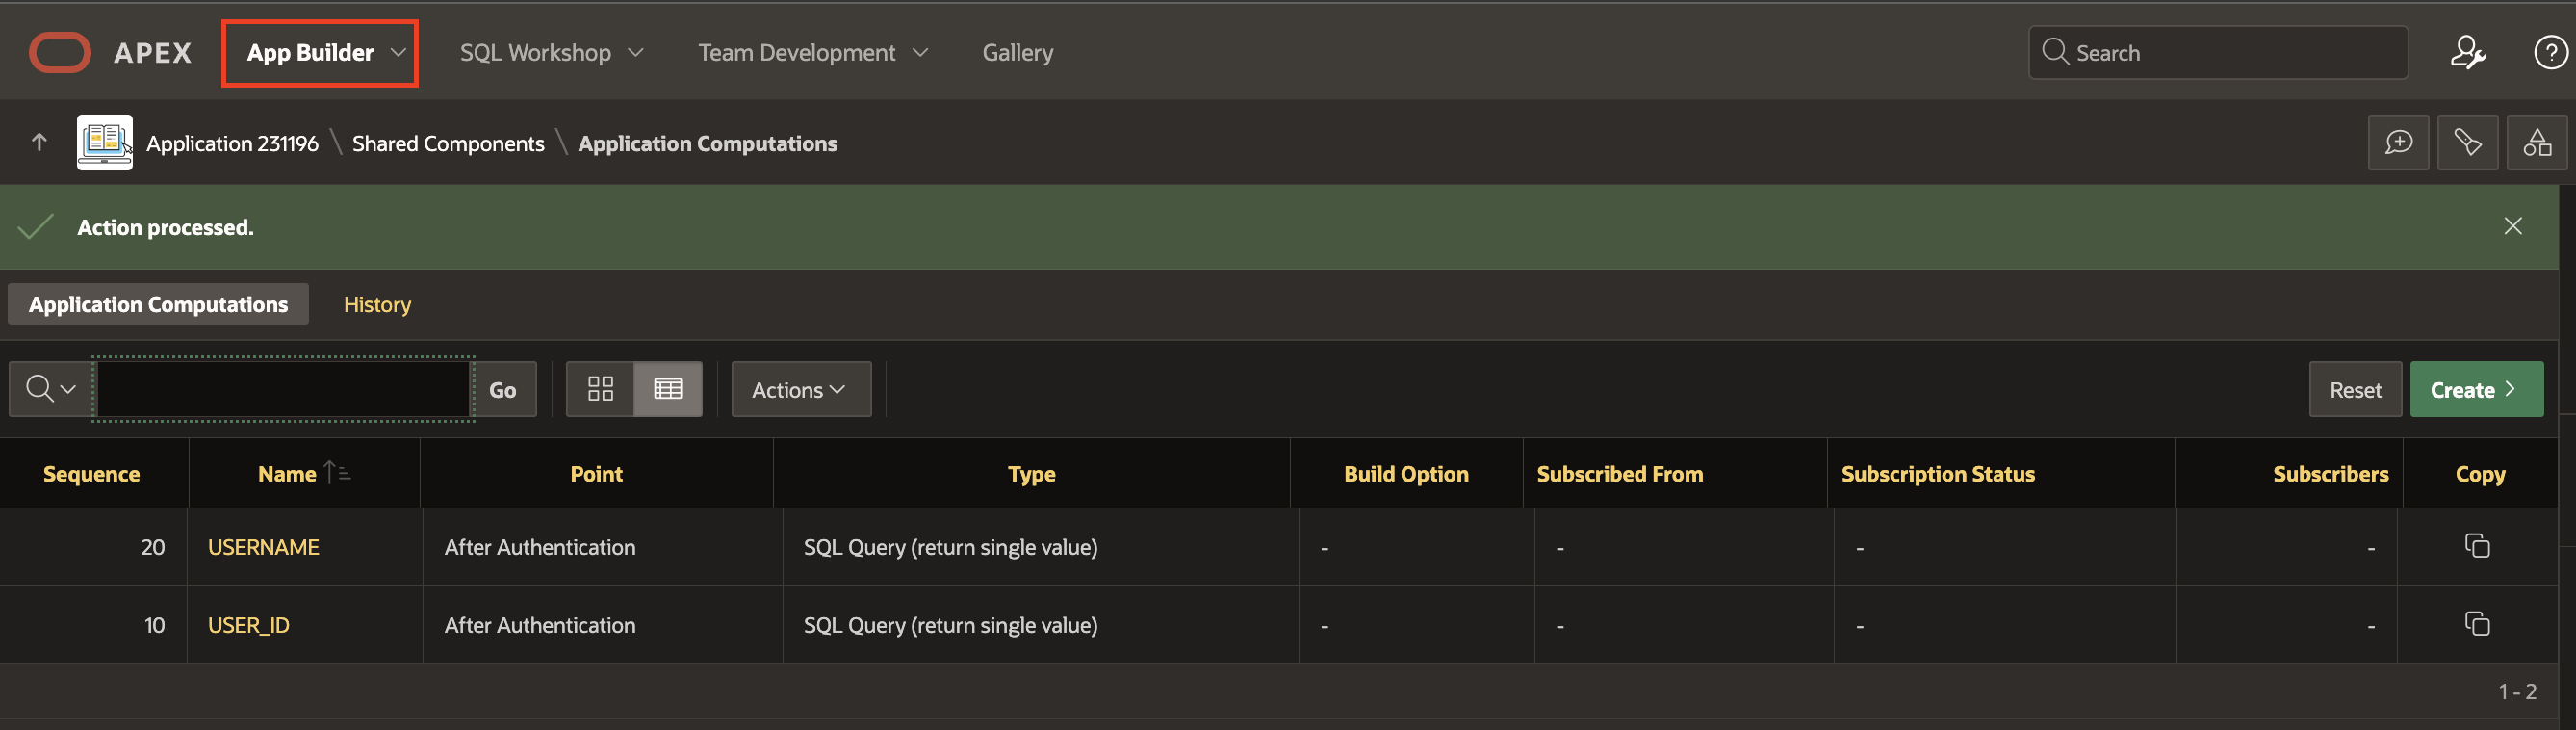 APEX App Builder SQL Workshop Team Development Gallery Search
Application 231196 \ Shared Components \ Application Computations
Action processed.
Application Computations History
Go Actions Reset Create
Sequence Name Point Type Build Option Subscribed From Subscription Status Subscribers Copy
20 USERNAME After Authentication SQL Query (return single value) - - - -
10 USER_ID After Authentication SQL Query (return single value) - - - -
1 - 2